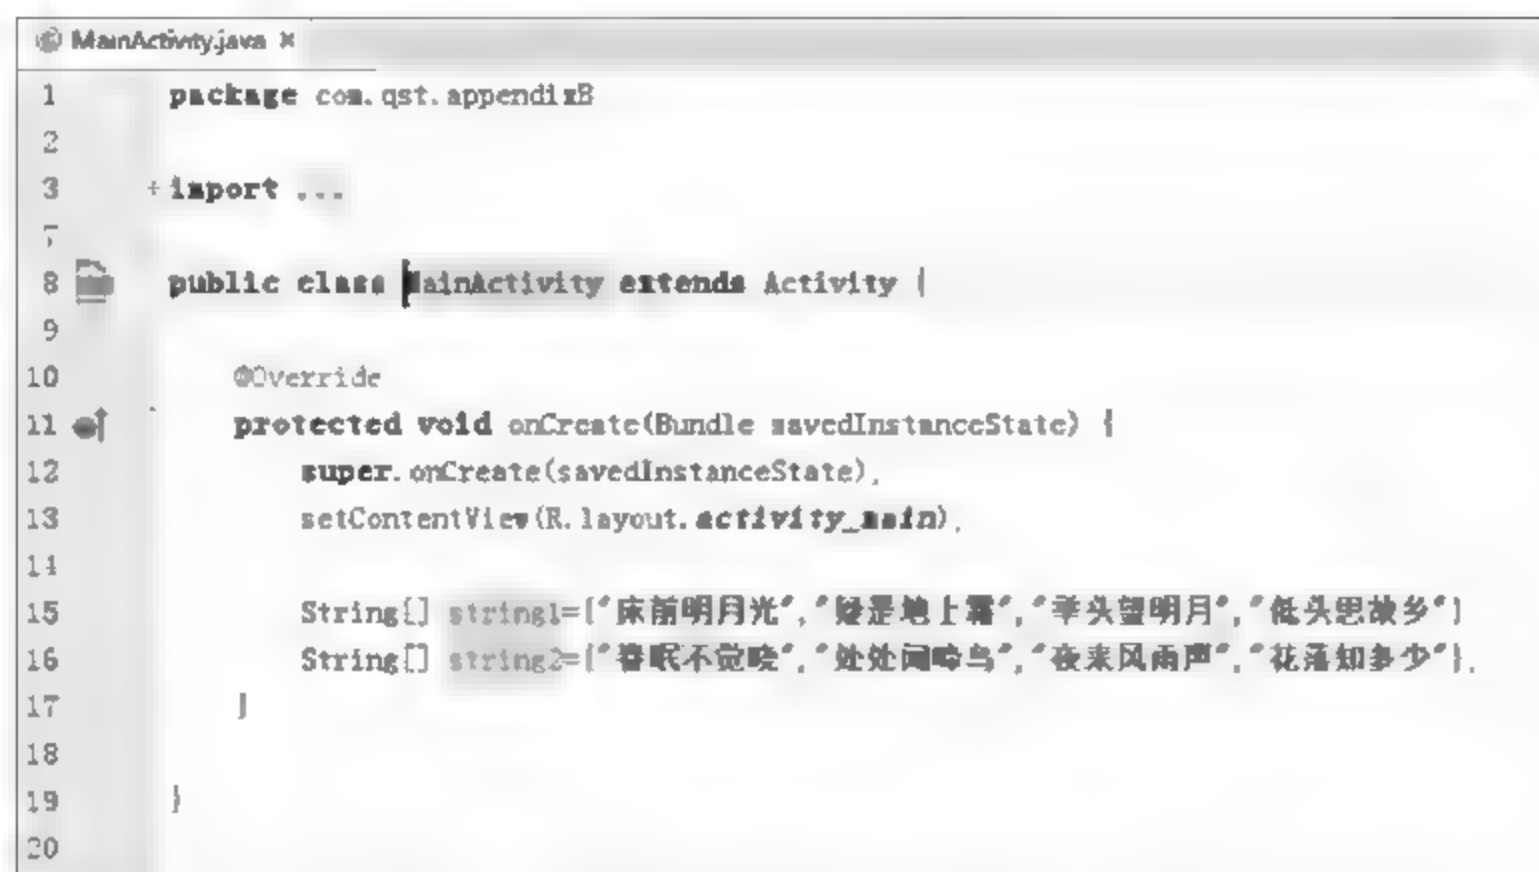 MainActivity.java ×
1 package com.qst.appendixB
2
3 + import ...
7
8 public class MainActivity extends Activity {
9
10 @Override
11 protected void onCreate(Bundle savedInstanceState) {
12 super.onCreate(savedInstanceState);
13 setContentView(R.layout.activity_main);
14
15 String[] string1={"床前明月光","疑是地上霜","举头望明月","低头思故乡"}
16 String[] string2={"春眠不觉晓","处处闻啼鸟","夜来风雨声","花落知多少"};
17 }
18
19 }
20